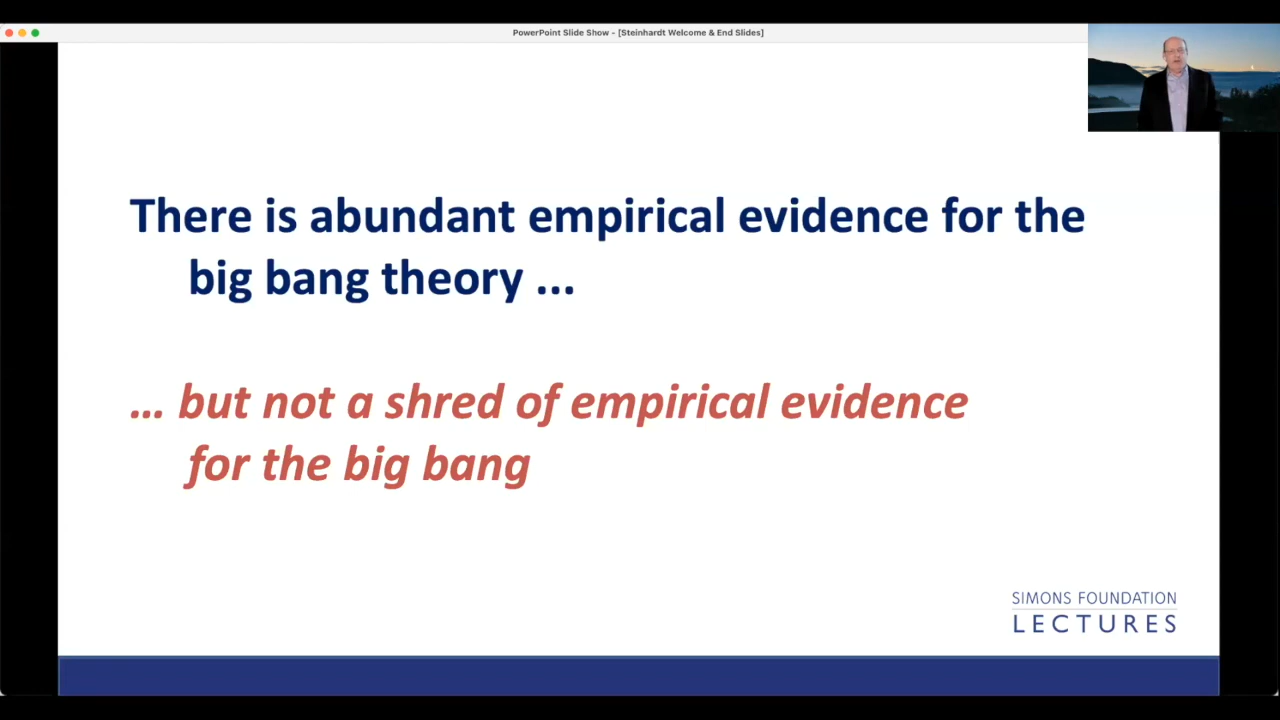 PowerPoint Slide Show - [Steinhardt Welcome & End Slides]
There is abundant empirical evidence for the
big bang theory ...
... but not a shred of empirical evidence
for the big bang
SIMONS FOUNDATION
LECTURES